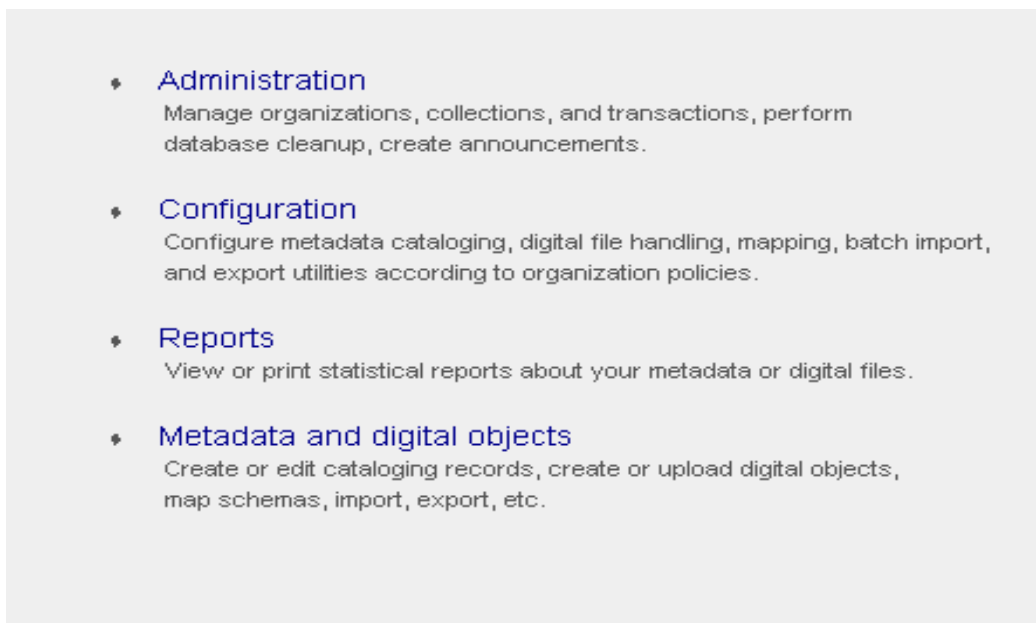 Administration
Manage organizations, collections, and transactions, perform
database cleanup, create announcements.
Configuration
Configure metadata cataloging, digital file handling, mapping, batch import,
and export utilities according to organization policies.
Reports
View or print statistical reports about your metadata or digital files.
Metadata and digital objects
Create or edit cataloging records, create or upload digital objects,
map schemas, import, export, etc.